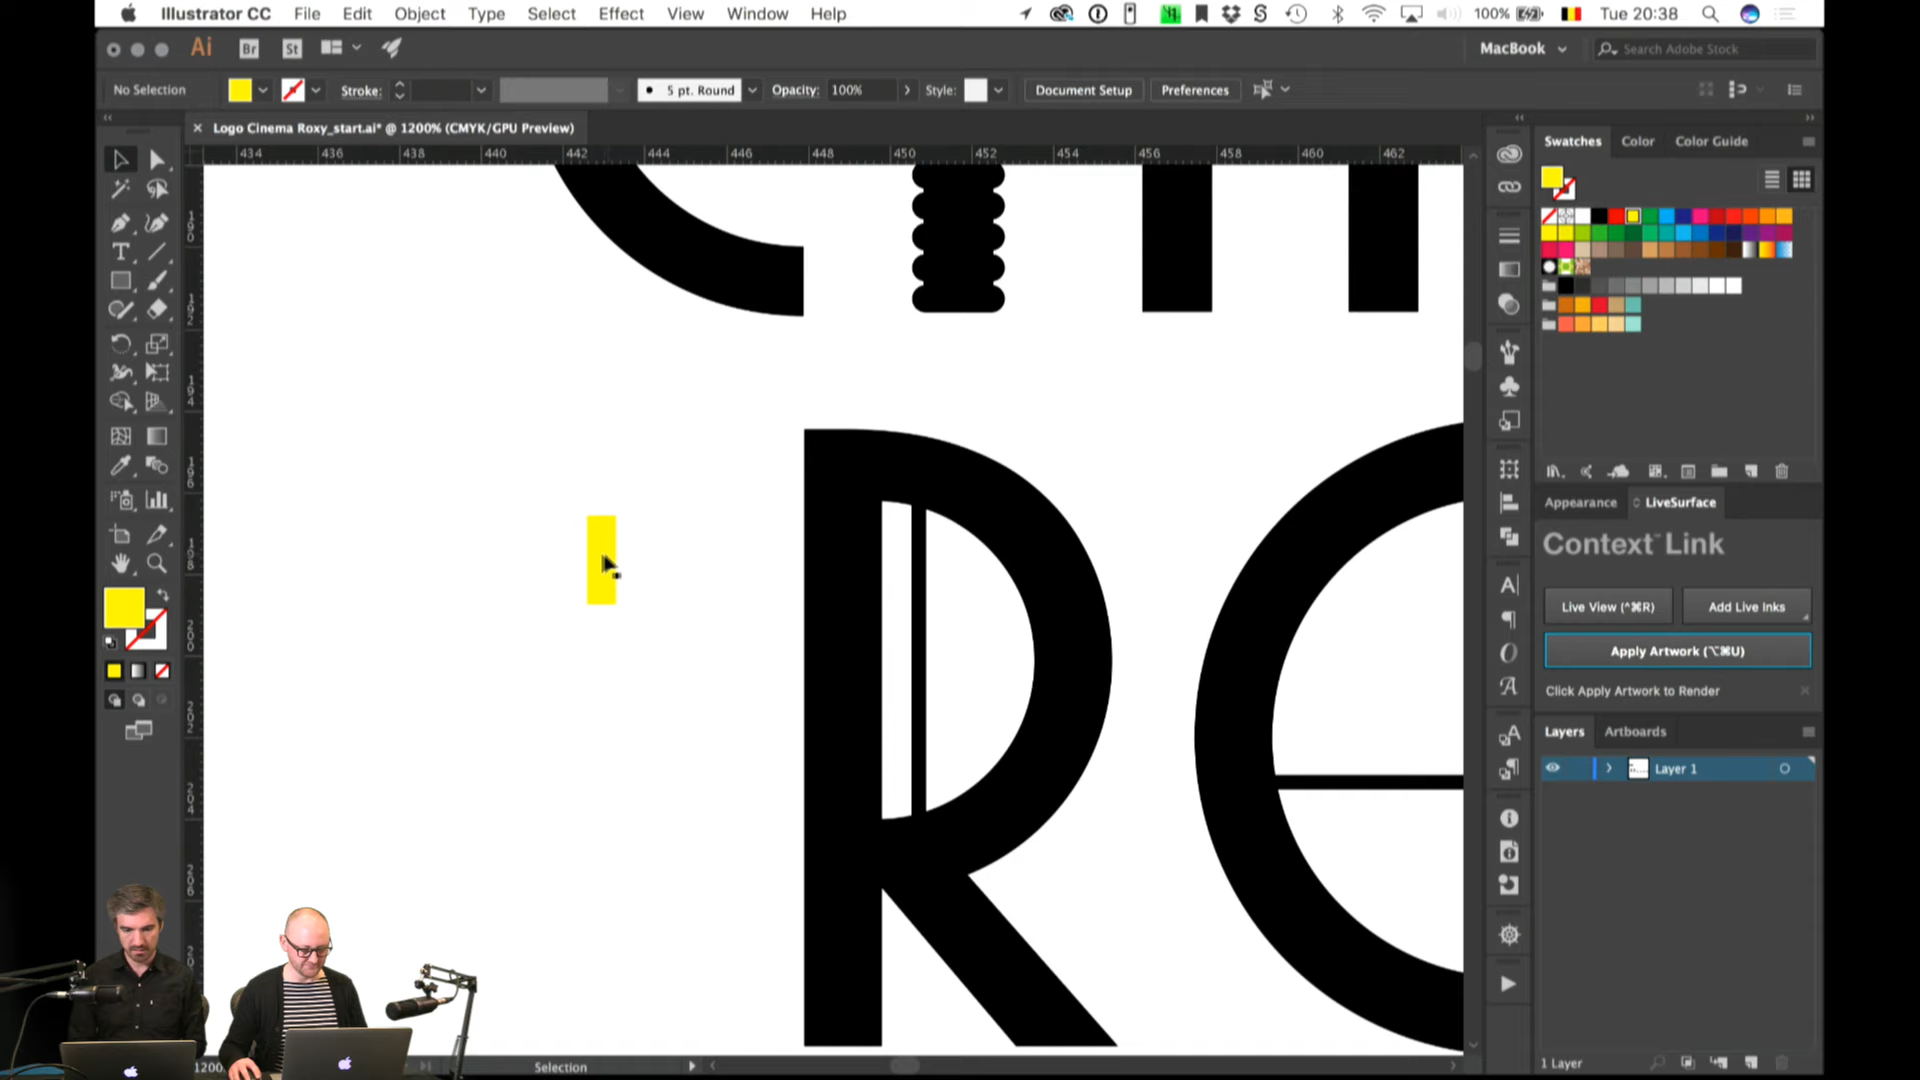 Illustrator CC File Edit Object Type Select Effect View Window Help 100% Tue 20:38
Ai Br St MacBook Search Adobe Stock
No Selection Stroke: 5 pt. Round Opacity: 100% Style: Document Setup Preferences
Logo Cinema Roxy_start.ai* @ 1200% (CMYK/GPU Preview)
434 436 438 440 442 444 446 448 450 452 454 456 458 460 462
Swatches Color Color Guide
Appearance LiveSurface
Context™ Link
Live View (^⌘R) Add Live Inks
Apply Artwork (⌥⌘U)
Click Apply Artwork to Render
Layers Artboards
Layer 1
R
1 Layer
1200
Selection